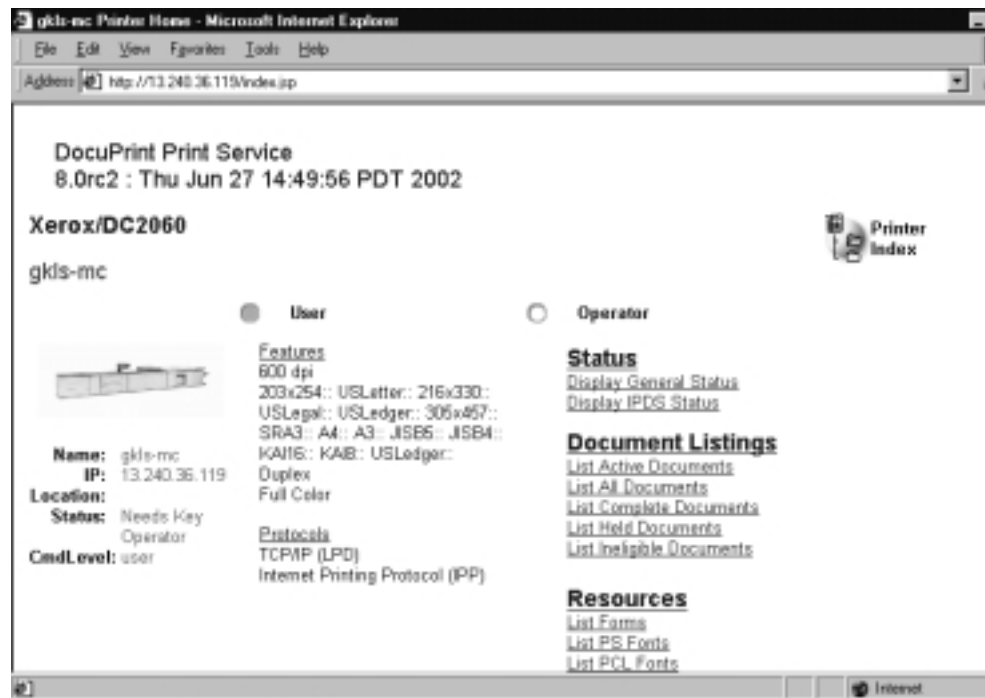 gkls-mc Printer Home - Microsoft Internet Explorer
File Edit View Favorites Tools Help
Address http://13.240.36.119/index.jsp
DocuPrint Print Service
8.0rc2 : Thu Jun 27 14:49:56 PDT 2002
Xerox/DC2060
Printer
Index
gkls-mc
User
Operator
Features
600 dpi
203x254:: USLetter:: 216x330::
USLegal:: USLedger:: 305x457::
SRA3:: A4:: A3:: JISB5:: JISB4::
KAI16:: KAI8:: USLedger::
Duplex
Full Color
Protocols
TCP/IP (LPD)
Internet Printing Protocol (IPP)
Name: gkls-mc
IP: 13.240.36.119
Location:
Status: Needs Key
Operator
CmdLevel: user
Status
Display General Status
Display IPDS Status
Document Listings
List Active Documents
List All Documents
List Complete Documents
List Held Documents
List Ineligible Documents
Resources
List Forms
List PS Fonts
List PCL Fonts
Internet